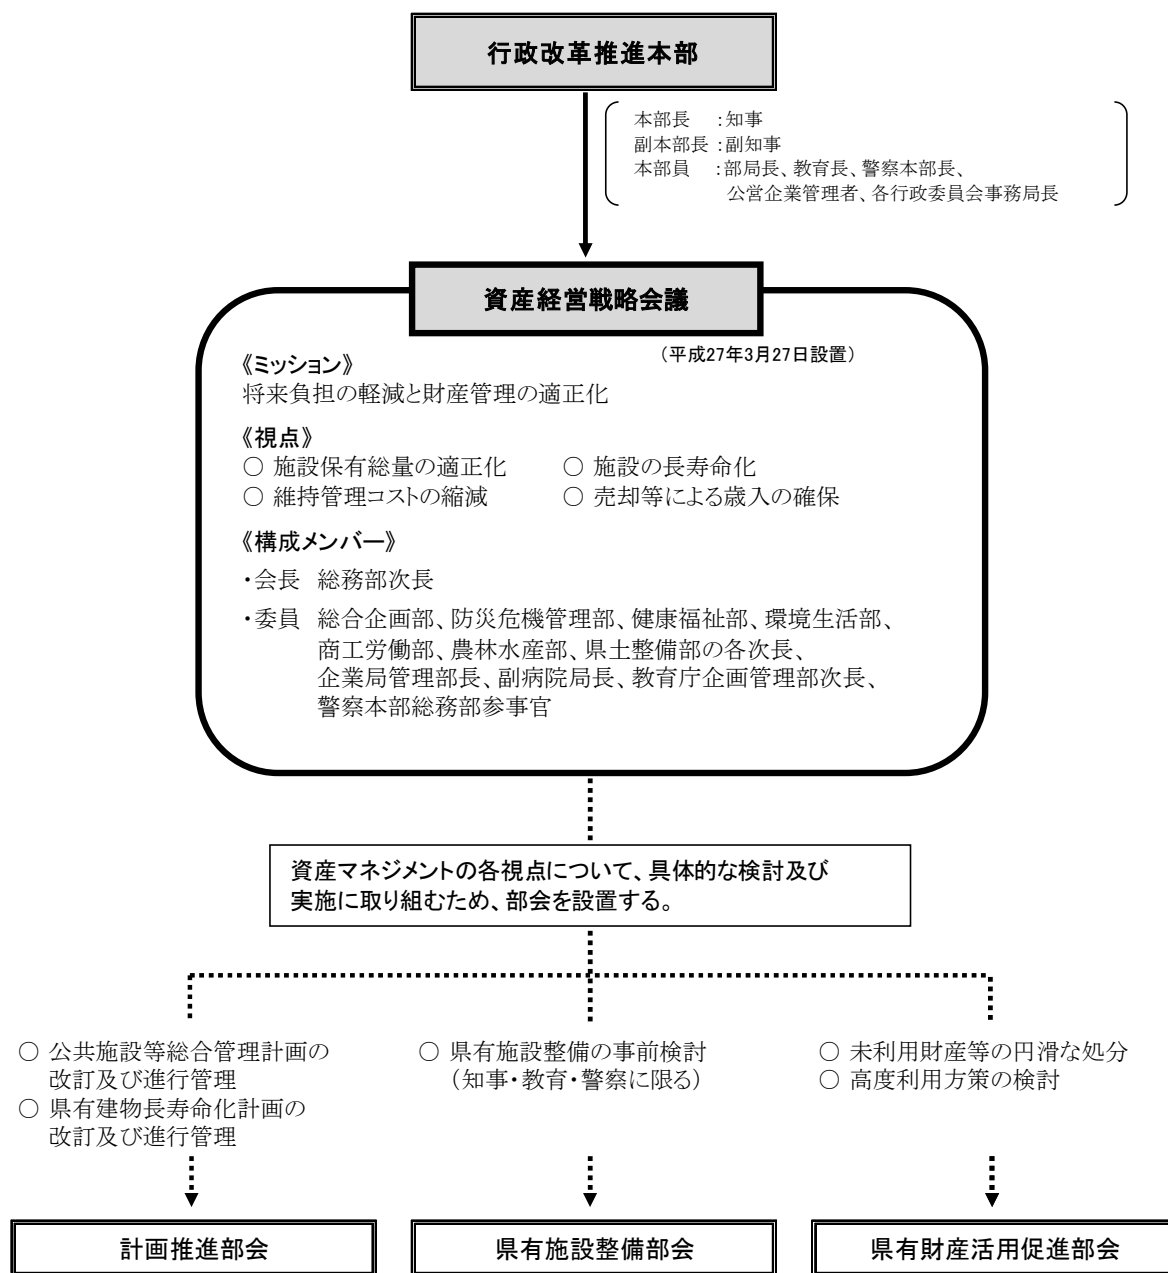 行政改革推進本部
本部長　：知事
副本部長：副知事
本部員　：部局長、教育長、警察本部長、
公営企業管理者、各行政委員会事務局長
資産経営戦略会議
（平成27年3月27日設置）
《ミッション》
将来負担の軽減と財産管理の適正化
《視点》
○ 施設保有総量の適正化　○ 施設の長寿命化
○ 維持管理コストの縮減　○ 売却等による歳入の確保
《構成メンバー》
・会長　総務部次長
・委員　総合企画部、防災危機管理部、健康福祉部、環境生活部、
商工労働部、農林水産部、県土整備部の各次長、
企業局管理部長、副病院局長、教育庁企画管理部次長、
警察本部総務部参事官
資産マネジメントの各視点について、具体的な検討及び
実施に取り組むため、部会を設置する。
○ 公共施設等総合管理計画の
改訂及び進行管理
○ 県有建物長寿命化計画の
改訂及び進行管理
○ 県有施設整備の事前検討
（知事・教育・警察に限る）
○ 未利用財産等の円滑な処分
○ 高度利用方策の検討
計画推進部会
県有施設整備部会
県有財産活用促進部会